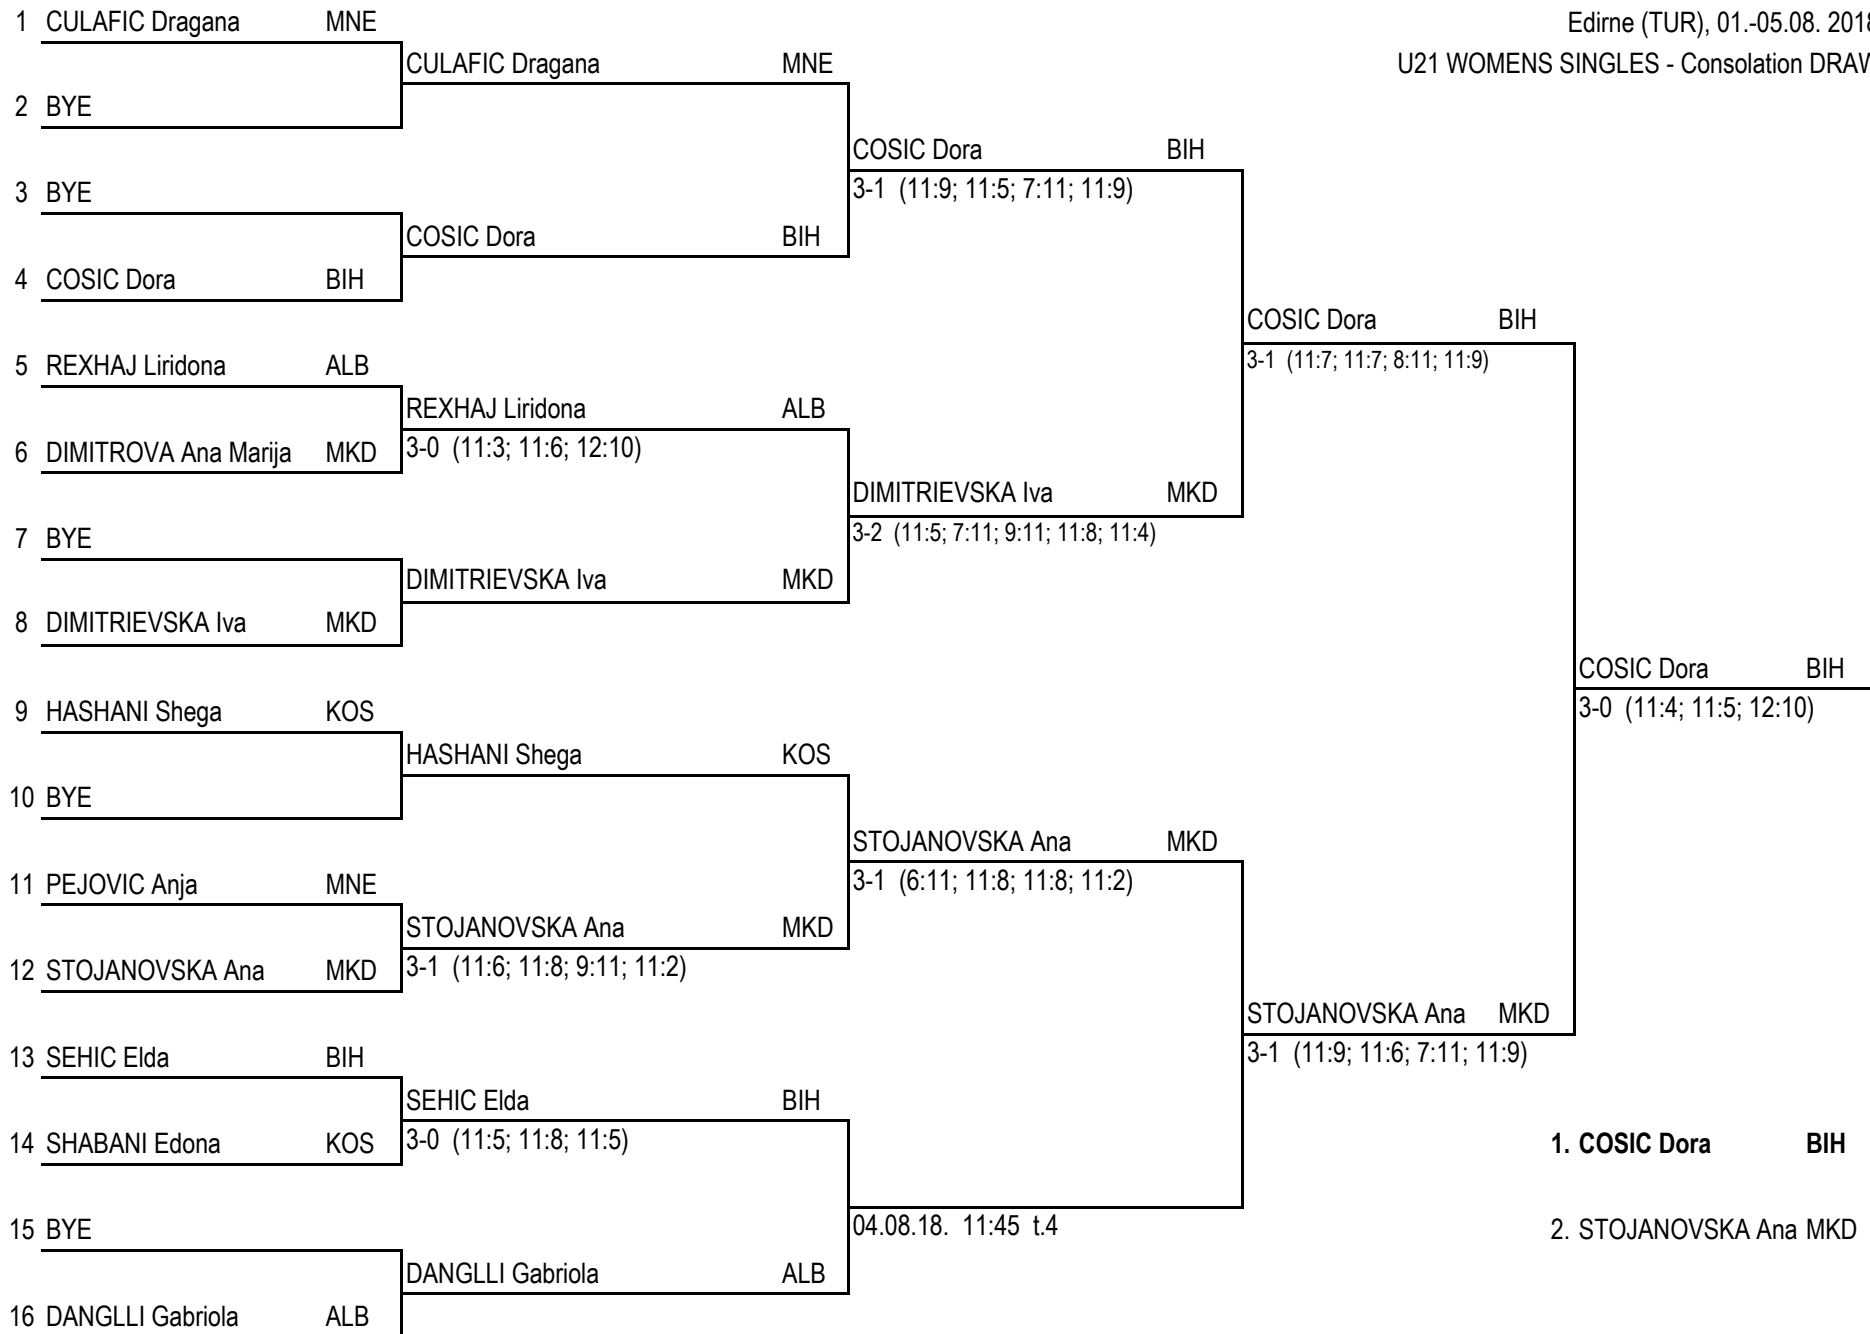 1 CULAFIC Dragana MNE
Edirne (TUR), 01.-05.08. 2018
CULAFIC Dragana MNE
U21 WOMENS SINGLES - Consolation DRAW
2 BYE
COSIC Dora BIH
3 BYE
3-1 (11:9; 11:5; 7:11; 11:9)
COSIC Dora BIH
4 COSIC Dora BIH
COSIC Dora BIH
5 REXHAJ Liridona ALB
3-1 (11:7; 11:7; 8:11; 11:9)
REXHAJ Liridona ALB
6 DIMITROVA Ana Marija MKD
3-0 (11:3; 11:6; 12:10)
DIMITRIEVSKA Iva MKD
7 BYE
3-2 (11:5; 7:11; 9:11; 11:8; 11:4)
DIMITRIEVSKA Iva MKD
8 DIMITRIEVSKA Iva MKD
COSIC Dora BIH
9 HASHANI Shega KOS
3-0 (11:4; 11:5; 12:10)
HASHANI Shega KOS
10 BYE
STOJANOVSKA Ana MKD
11 PEJOVIC Anja MNE
3-1 (6:11; 11:8; 11:8; 11:2)
STOJANOVSKA Ana MKD
12 STOJANOVSKA Ana MKD
3-1 (11:6; 11:8; 9:11; 11:2)
STOJANOVSKA Ana MKD
13 SEHIC Elda BIH
3-1 (11:9; 11:6; 7:11; 11:9)
SEHIC Elda BIH
14 SHABANI Edona KOS
3-0 (11:5; 11:8; 11:5)
1. COSIC Dora BIH
15 BYE
04.08.18. 11:45 t.4
2. STOJANOVSKA Ana MKD
DANGLLI Gabriola ALB
16 DANGLLI Gabriola ALB